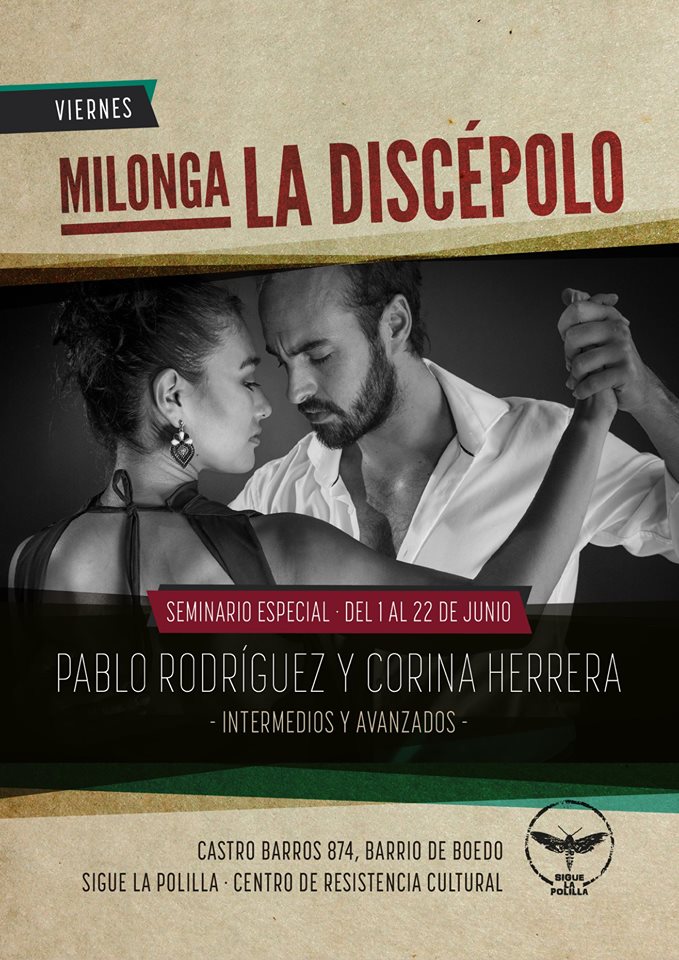 VIERNES
MILONGA LA DISCÉPOLO
SEMINARIO ESPECIAL · DEL 1 AL 22 DE JUNIO
PABLO RODRÍGUEZ Y CORINA HERRERA
- INTERMEDIOS Y AVANZADOS -
CASTRO BARROS 874, BARRIO DE BOEDO
SIGUE LA POLILLA · CENTRO DE RESISTENCIA CULTURAL
SIGUE
LA
POLILLA